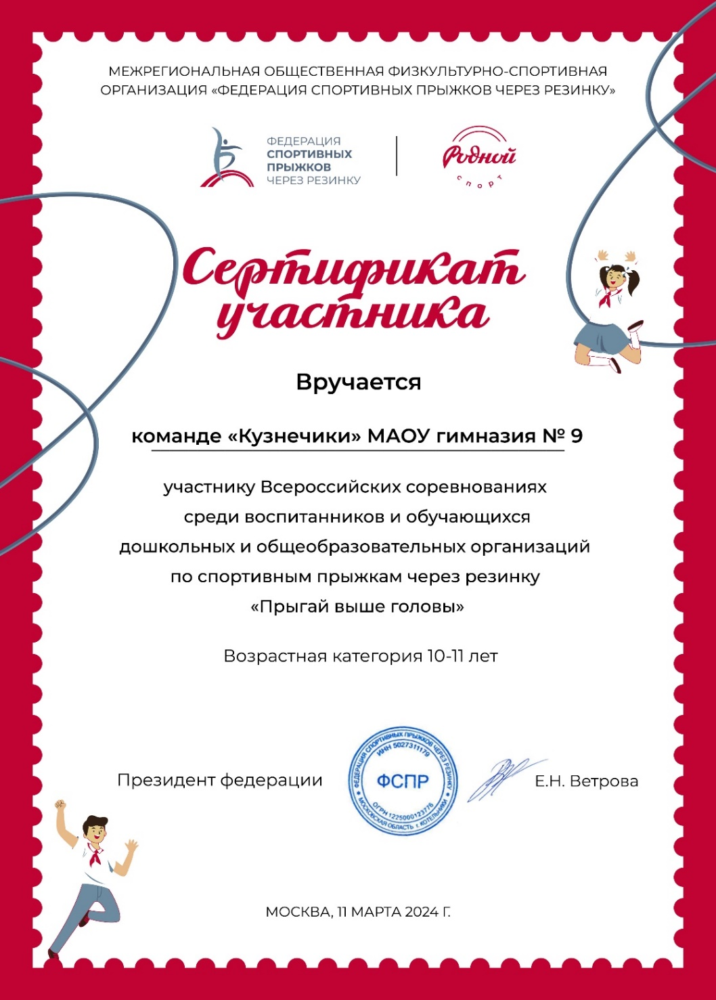 МЕЖРЕГИОНАЛЬНАЯ ОБЩЕСТВЕННАЯ ФИЗКУЛЬТУРНО-СПОРТИВНАЯ
ОРГАНИЗАЦИЯ «ФЕДЕРАЦИЯ СПОРТИВНЫХ ПРЫЖКОВ ЧЕРЕЗ РЕЗИНКУ»
ФЕДЕРАЦИЯ
СПОРТИВНЫХ
ПРЫЖКОВ
ЧЕРЕЗ РЕЗИНКУ
Родной
спорт
Сертификат
участника
Вручается
команде «Кузнечики» МАОУ гимназия № 9
участнику Всероссийских соревнованиях
среди воспитанников и обучающихся
дошкольных и общеобразовательных организаций
по спортивным прыжкам через резинку
«Прыгай выше головы»
Возрастная категория 10-11 лет
Президент федерации
ФЕДЕРАЦИЯ СПОРТИВНЫХ ПРЫЖКОВ ЧЕРЕЗ РЕЗИНКУ
ИНН 5027311179
ФСПР
ОГРН 1225000123776
МОСКОВСКАЯ ОБЛАСТЬ г. КОТЕЛЬНИКИ
Е.Н. Ветрова
МОСКВА, 11 МАРТА 2024 Г.